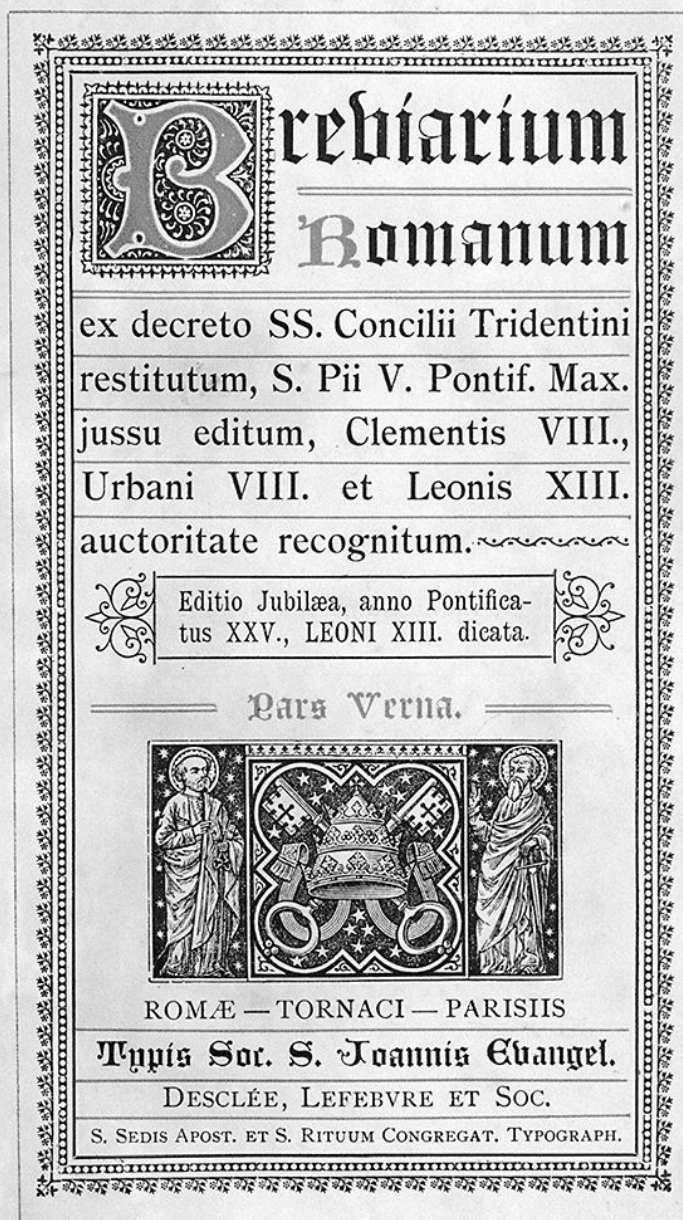 Breviarium
Romanum
ex decreto SS. Concilii Tridentini
restitutum, S. Pii V. Pontif. Max.
jussu editum, Clementis VIII.,
Urbani VIII. et Leonis XIII.
auctoritate recognitum.
Editio Jubilæa, anno Pontifica-
tus XXV., LEONI XIII. dicata.
Pars Verna.
ROMÆ — TORNACI — PARISIIS
Typis Soc. S. Joannis Evangel.
DESCLÉE, LEFEBVRE ET SOC.
S. SEDIS APOST. ET S. RITUUM CONGREGAT. TYPOGRAPH.